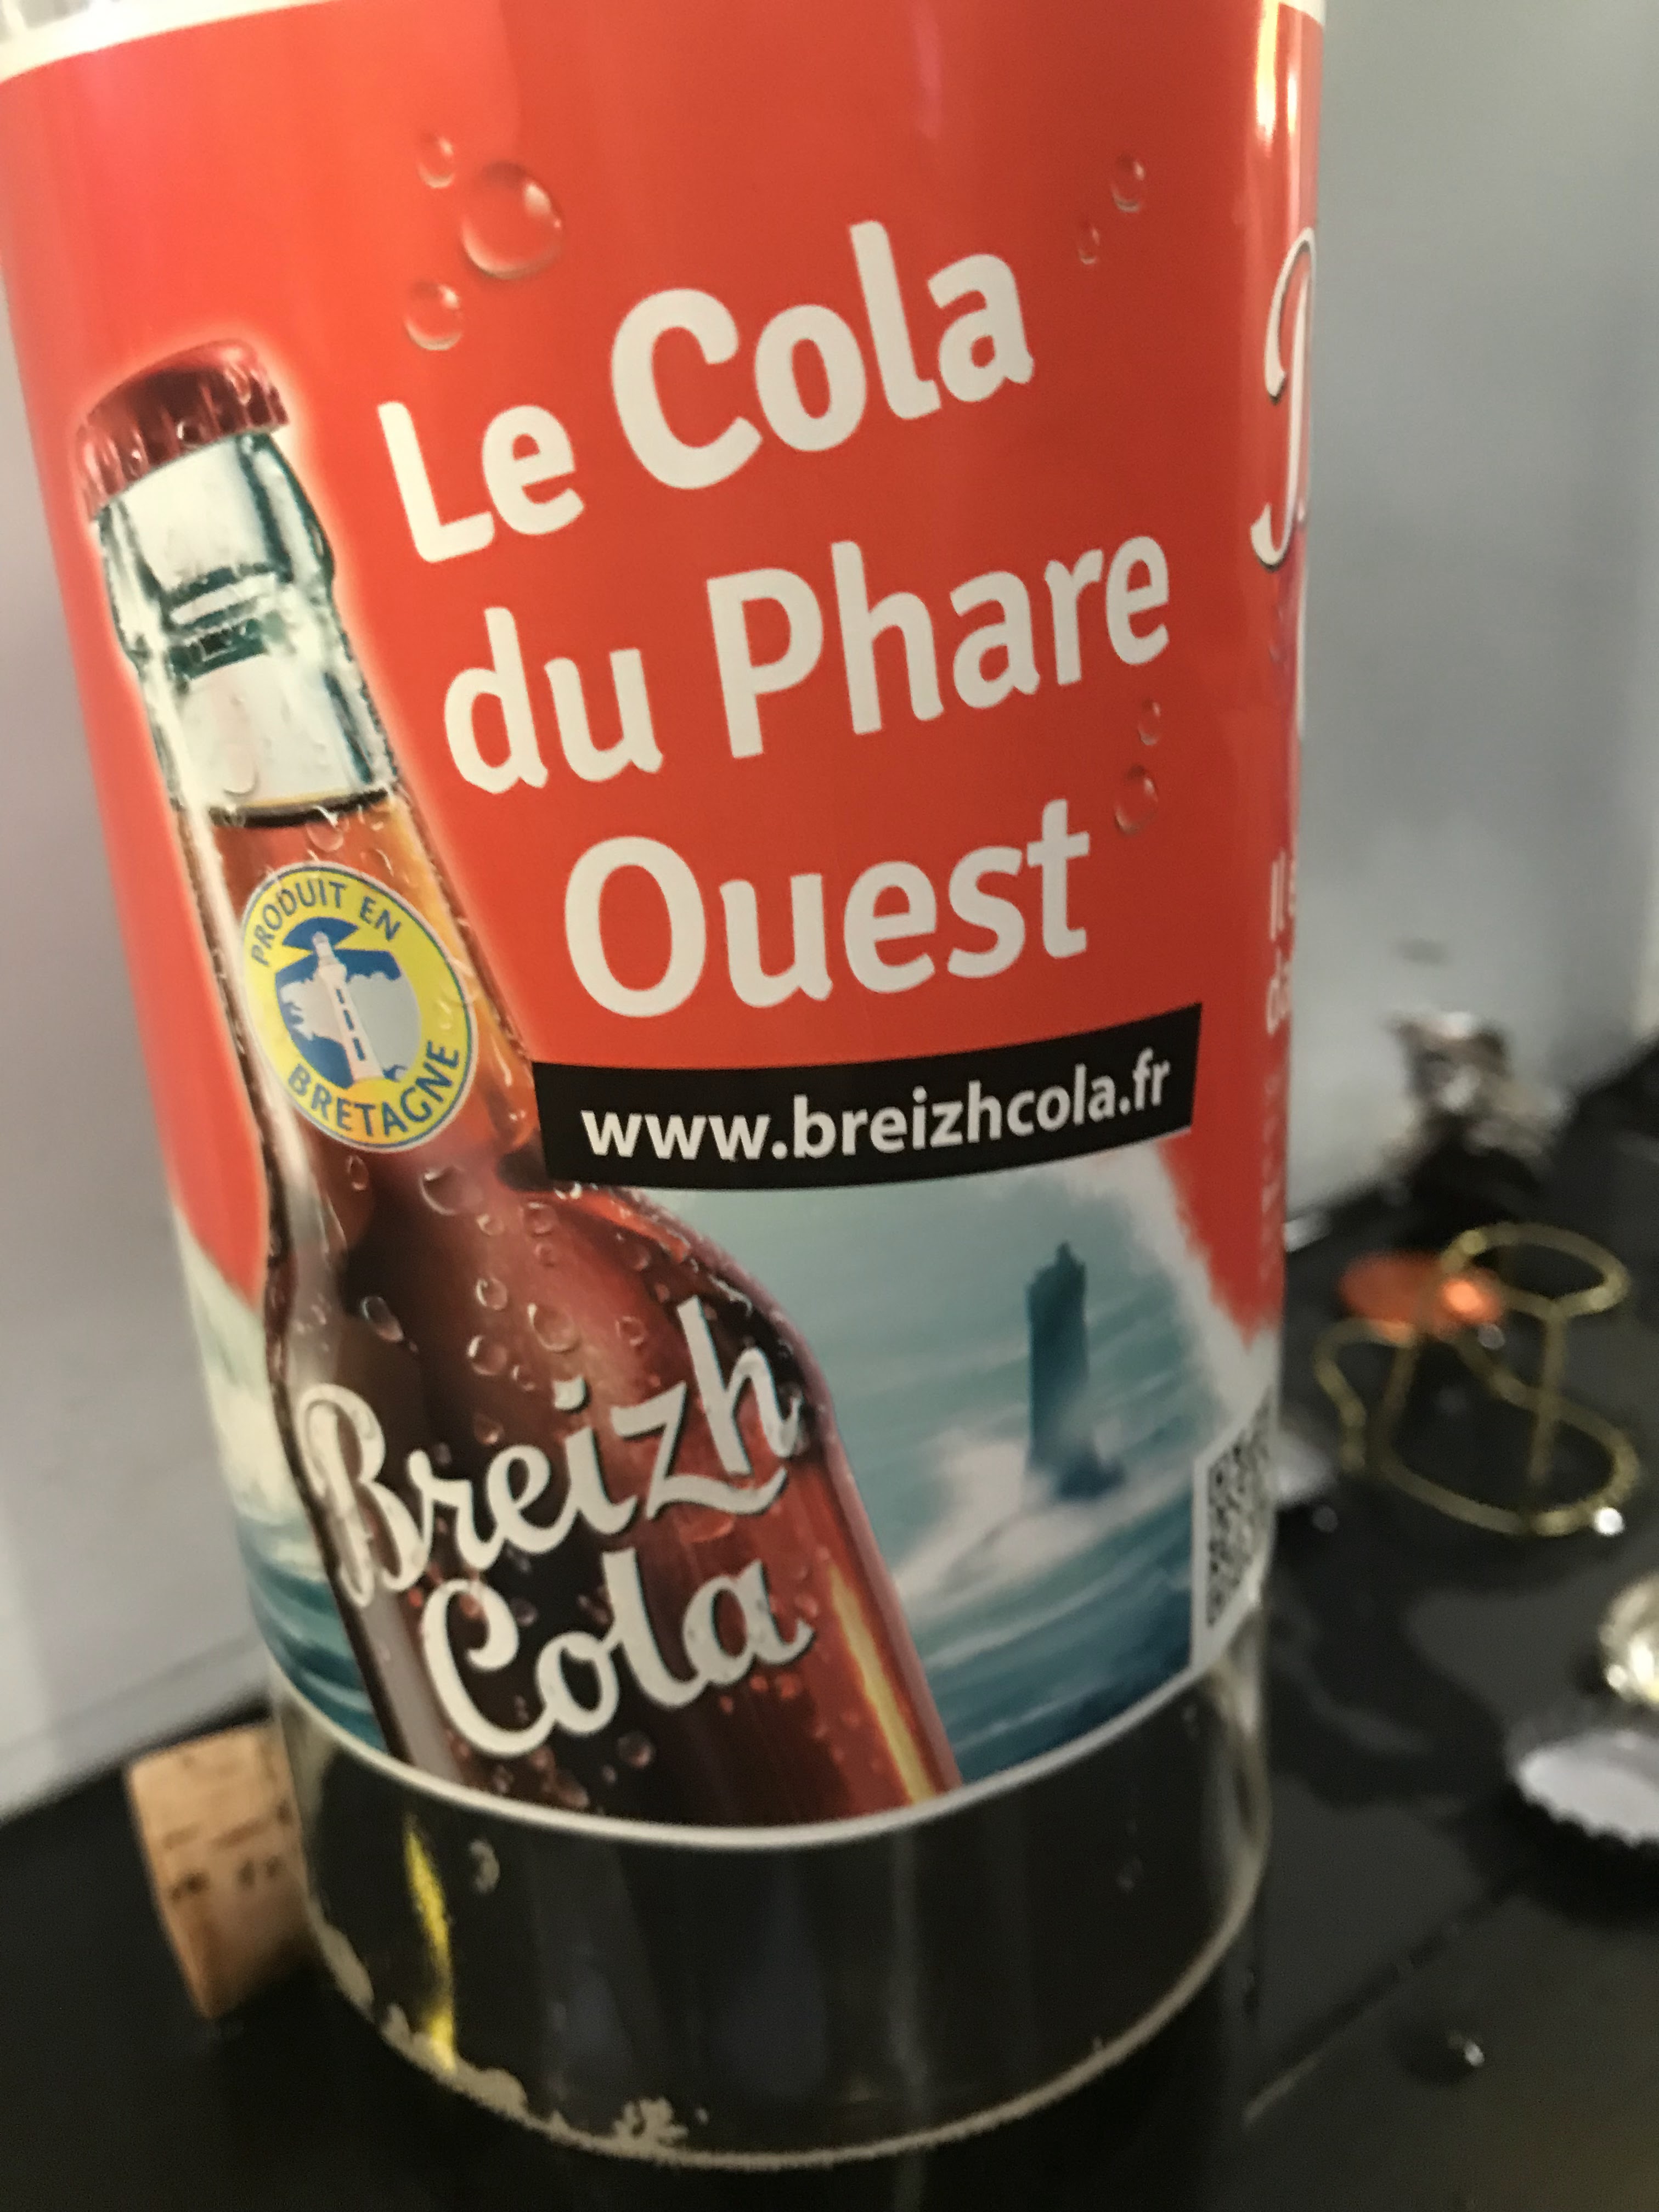 Le Cola
du Phare
Ouest
PRODUIT EN
BRETAGNE
www.breizhcola.fr
Breizh
Cola